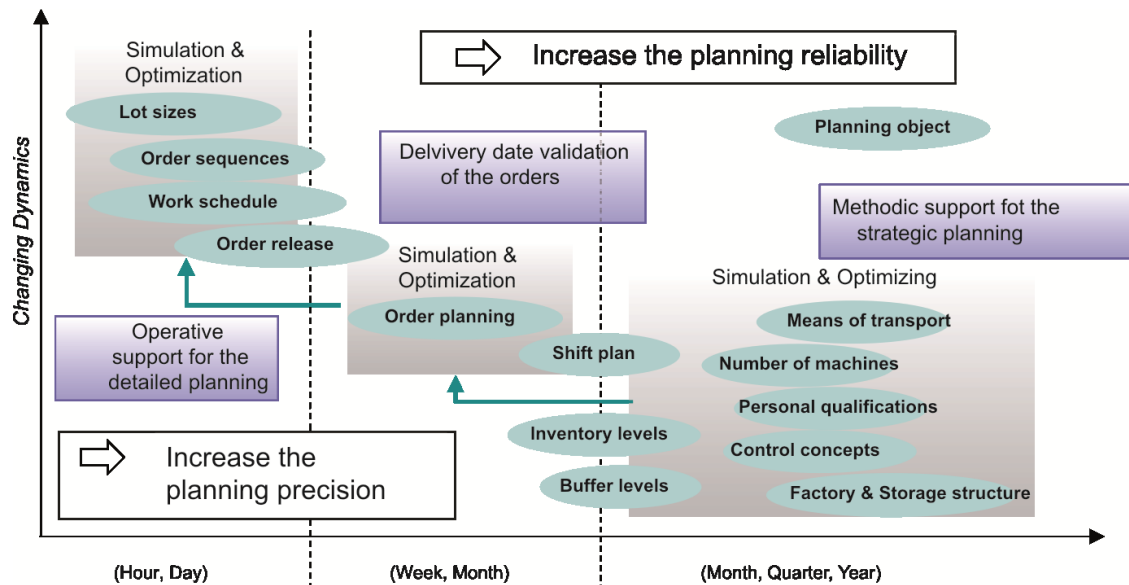 Simulation &
Optimization
Increase the planning reliability
Lot sizes
Planning object
Order sequences
Delvivery date validation
of the orders
Work schedule
Methodic support fot the
strategic planning
Order release
Changing Dynamics
Simulation &
Optimization
Simulation & Optimizing
Order planning
Means of transport
Operative
support for the
detailed planning
Shift plan
Number of machines
Personal qualifications
Inventory levels
Control concepts
Increase the
planning precision
Buffer levels
Factory & Storage structure
(Hour, Day)
(Week, Month)
(Month, Quarter, Year)